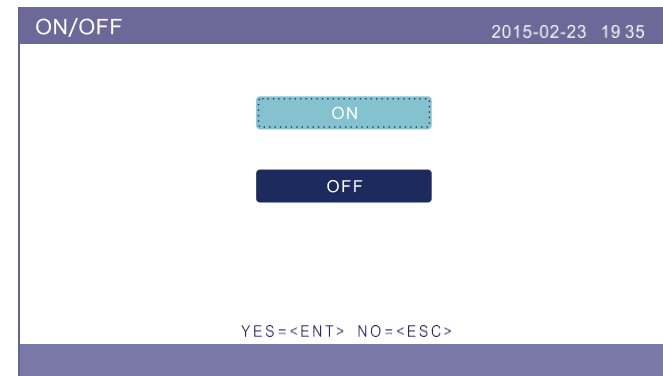 ON/OFF
2015-02-23 19 35
ON
OFF
YES=<ENT> NO=<ESC>